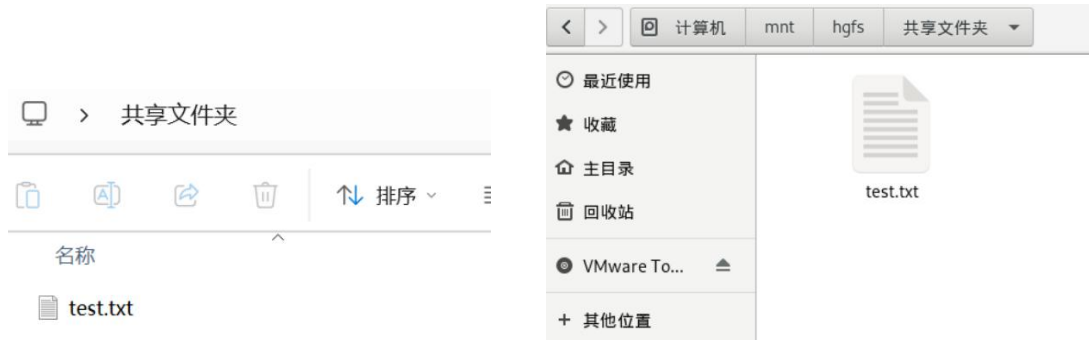 共享文件夹
排序
名称
test.txt
计算机 mnt hgfs 共享文件夹
最近使用
收藏
主目录
回收站
VMware To...
其他位置
test.txt